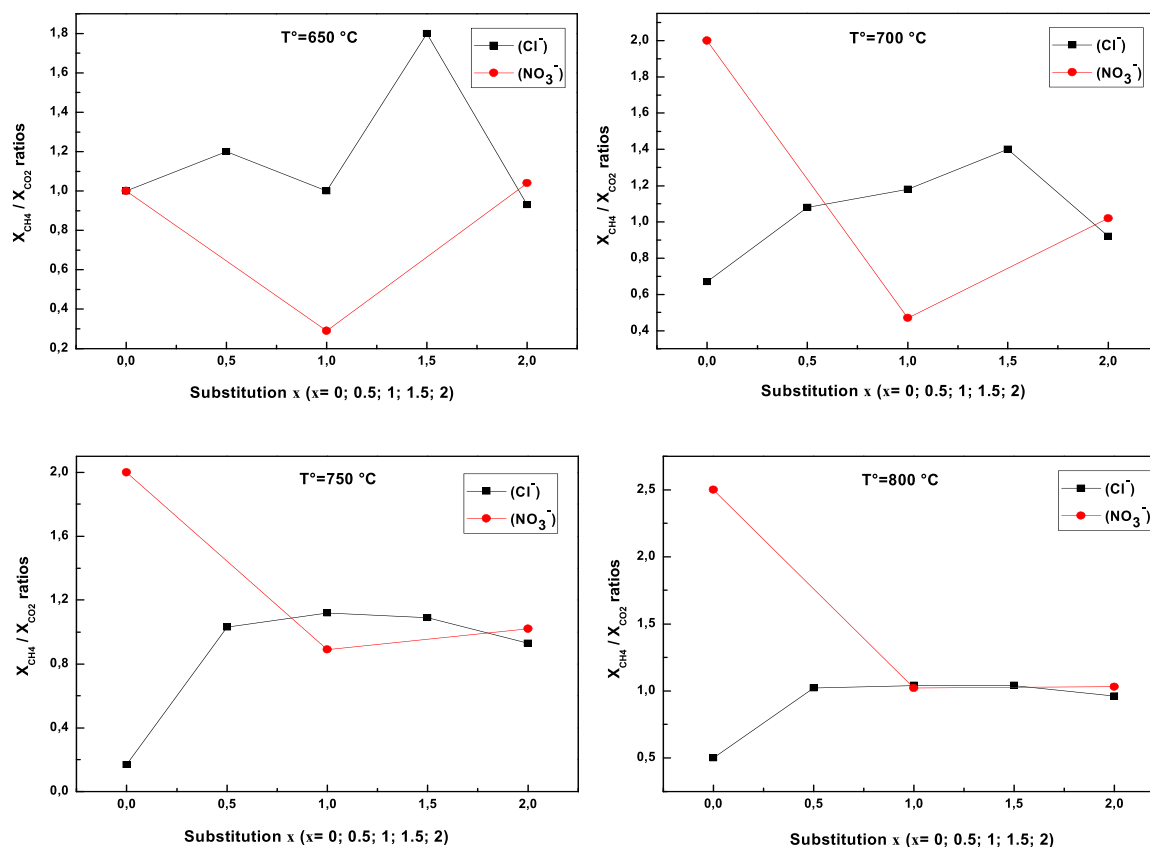 T°=650 °C
(Cl⁻)
(NO₃⁻)
1,8
1,6
1,4
1,2
1,0
0,8
0,6
0,4
0,2
X_CH4 / X_CO2 ratios
0,0 0,5 1,0 1,5 2,0
Substitution x (x= 0; 0.5; 1; 1.5; 2)
T°=700 °C
(Cl⁻)
(NO₃⁻)
2,0
1,8
1,6
1,4
1,2
1,0
0,8
0,6
0,4
X_CH4 / X_CO2 ratios
0,0 0,5 1,0 1,5 2,0
Substitution x (x= 0; 0.5; 1; 1.5; 2)
T°=750 °C
(Cl⁻)
(NO₃⁻)
2,0
1,6
1,2
0,8
0,4
0,0
X_CH4 / X_CO2 ratios
0,0 0,5 1,0 1,5 2,0
Substitution x (x= 0; 0.5; 1; 1.5; 2)
T°=800 °C
(Cl⁻)
(NO₃⁻)
2,5
2,0
1,5
1,0
0,5
X_CH4 / X_CO2 ratios
0,0 0,5 1,0 1,5 2,0
Substitution x (x= 0; 0.5; 1; 1.5; 2)